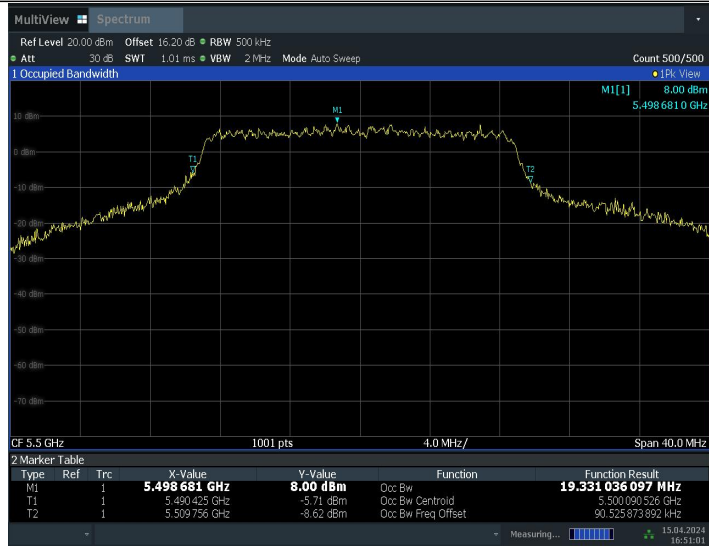 MultiView Spectrum
Ref Level 20.00 dBm Offset 16.20 dB RBW 500 kHz
Att 30 dB SWT 1.01 ms VBW 2 MHz Mode Auto Sweep Count 500/500
1 Occupied Bandwidth 1Pk View
M1[1] 8.00 dBm
5.4986810 GHz
10 dBm
M1
0 dBm
T1
T2
-10 dBm
-20 dBm
-30 dBm
-40 dBm
-50 dBm
-60 dBm
-70 dBm
CF 5.5 GHz 1001 pts 4.0 MHz/ Span 40.0 MHz
2 Marker Table
Type Ref Trc X-Value Y-Value Function Function Result
M1 1 5.498 681 GHz 8.00 dBm Occ Bw 19.331 036 097 MHz
T1 1 5.490 425 GHz -5.71 dBm Occ Bw Centroid 5.500 090 526 GHz
T2 1 5.509 756 GHz -8.62 dBm Occ Bw Freq Offset 90.525 873 892 kHz
Measuring... 15.04.2024
16:51:01